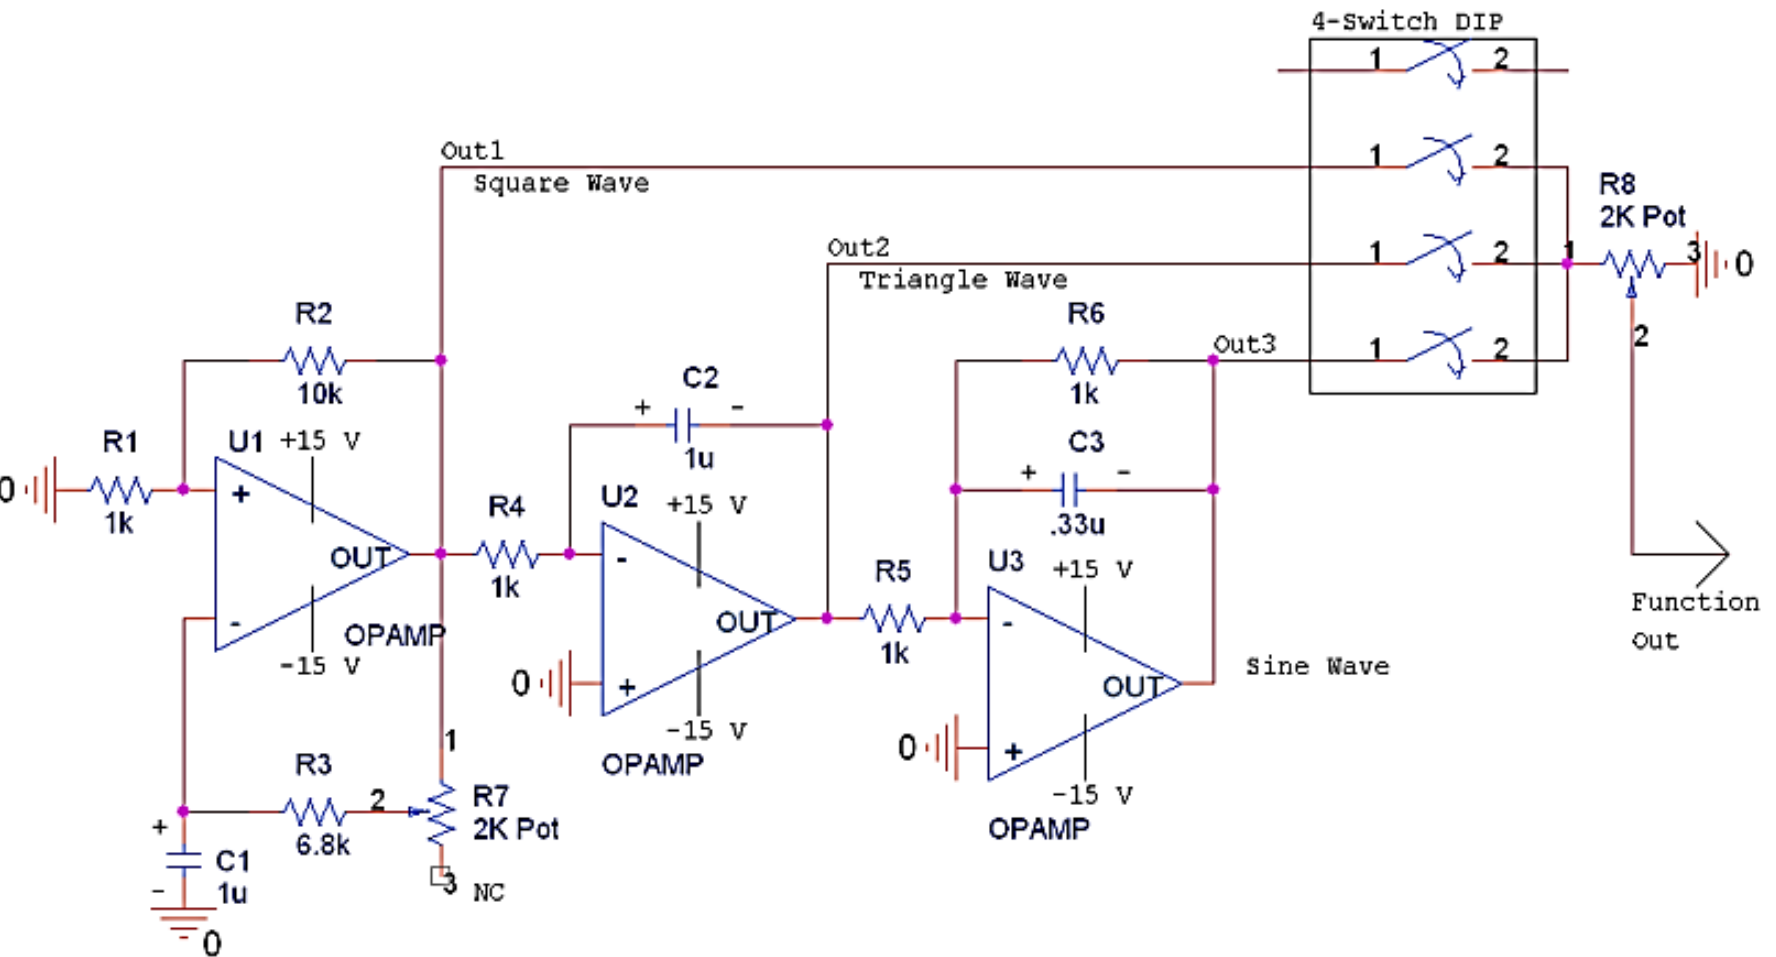 4-Switch DIP
1 2
Out1
1 2
Square Wave
R8
2K Pot
Out2
1 2
1 3 0
Triangle Wave
2
R2
R6
Out3
1 2
10k
1k
C2
+ -
1u
R1
U1 +15 V
C3
+ -
.33u
0
1k
+
OUT
-
OPAMP
-15 V
R4
1k
U2
+15 V
-
OUT
0
+
-15 V
OPAMP
R5
1k
U3
+15 V
-
OUT
0
+
-15 V
OPAMP
Sine Wave
Function
Out
1
R3
2
R7
6.8k
2K Pot
+
C1
-
1u
3 NC
0